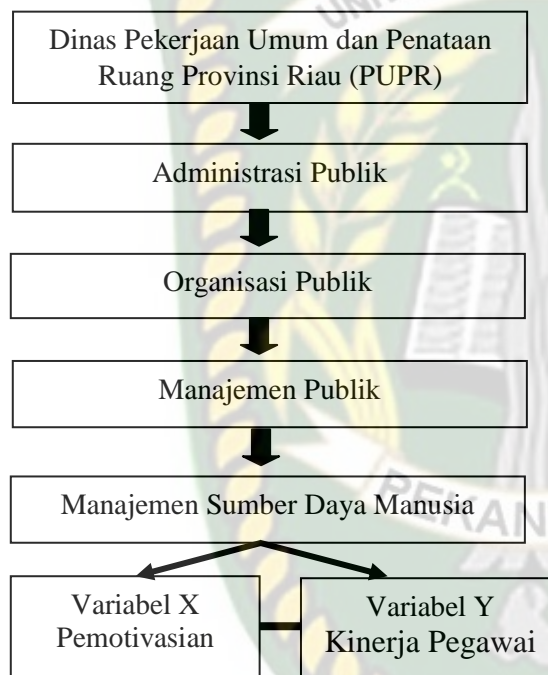 Dinas Pekerjaan Umum dan Penataan
Ruang Provinsi Riau (PUPR)
Administrasi Publik
Organisasi Publik
Manajemen Publik
Manajemen Sumber Daya Manusia
Variabel X
Pemotivasian
Variabel Y
Kinerja Pegawai